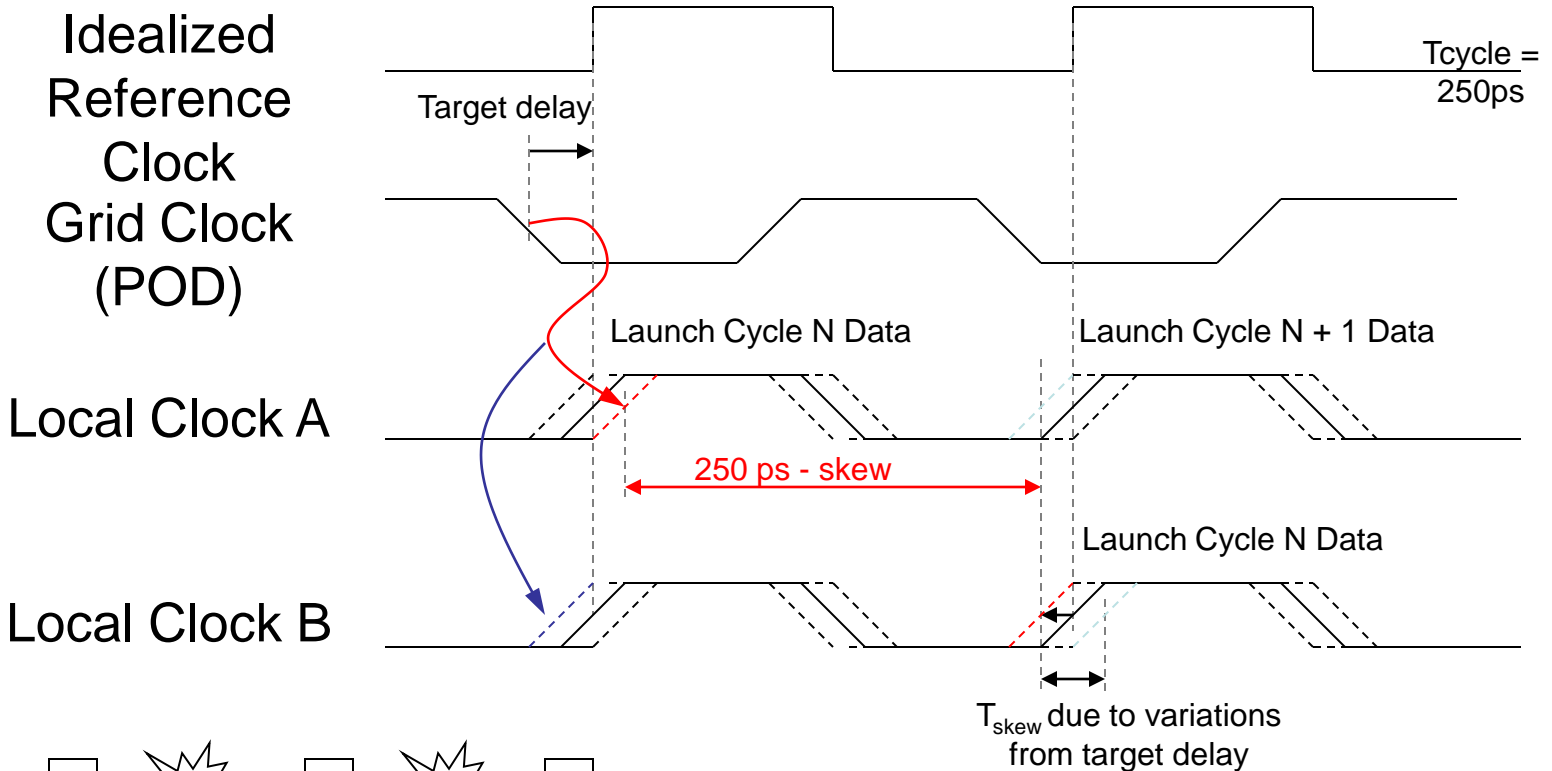 Idealized
Reference
Clock
Tcycle =
250ps
Target delay
Grid Clock
(POD)
Launch Cycle N Data
Launch Cycle N + 1 Data
Local Clock A
250 ps - skew
Launch Cycle N Data
Local Clock B
Tskew due to variations
from target delay